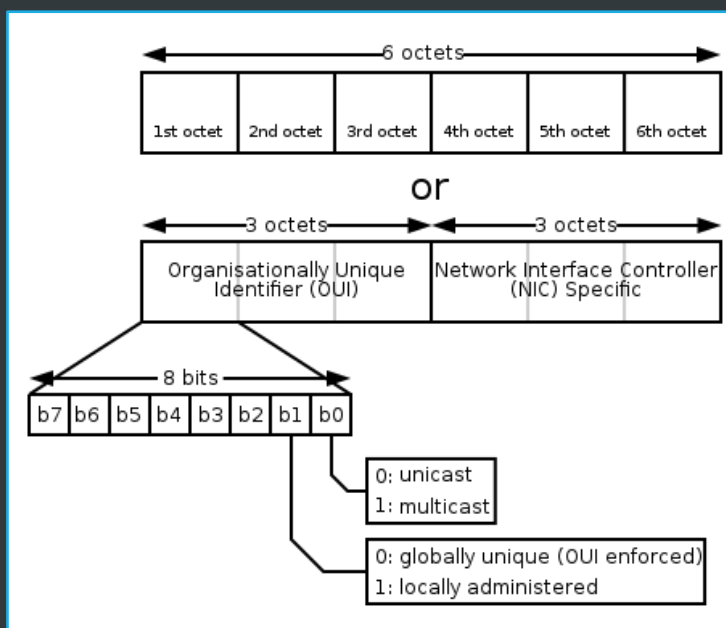 6 octets
1st octet 2nd octet 3rd octet 4th octet 5th octet 6th octet
or
3 octets 3 octets
Organisationally Unique
Identifier (OUI)
Network Interface Controller
(NIC) Specific
8 bits
b7 b6 b5 b4 b3 b2 b1 b0
0: unicast
1: multicast
0: globally unique (OUI enforced)
1: locally administered